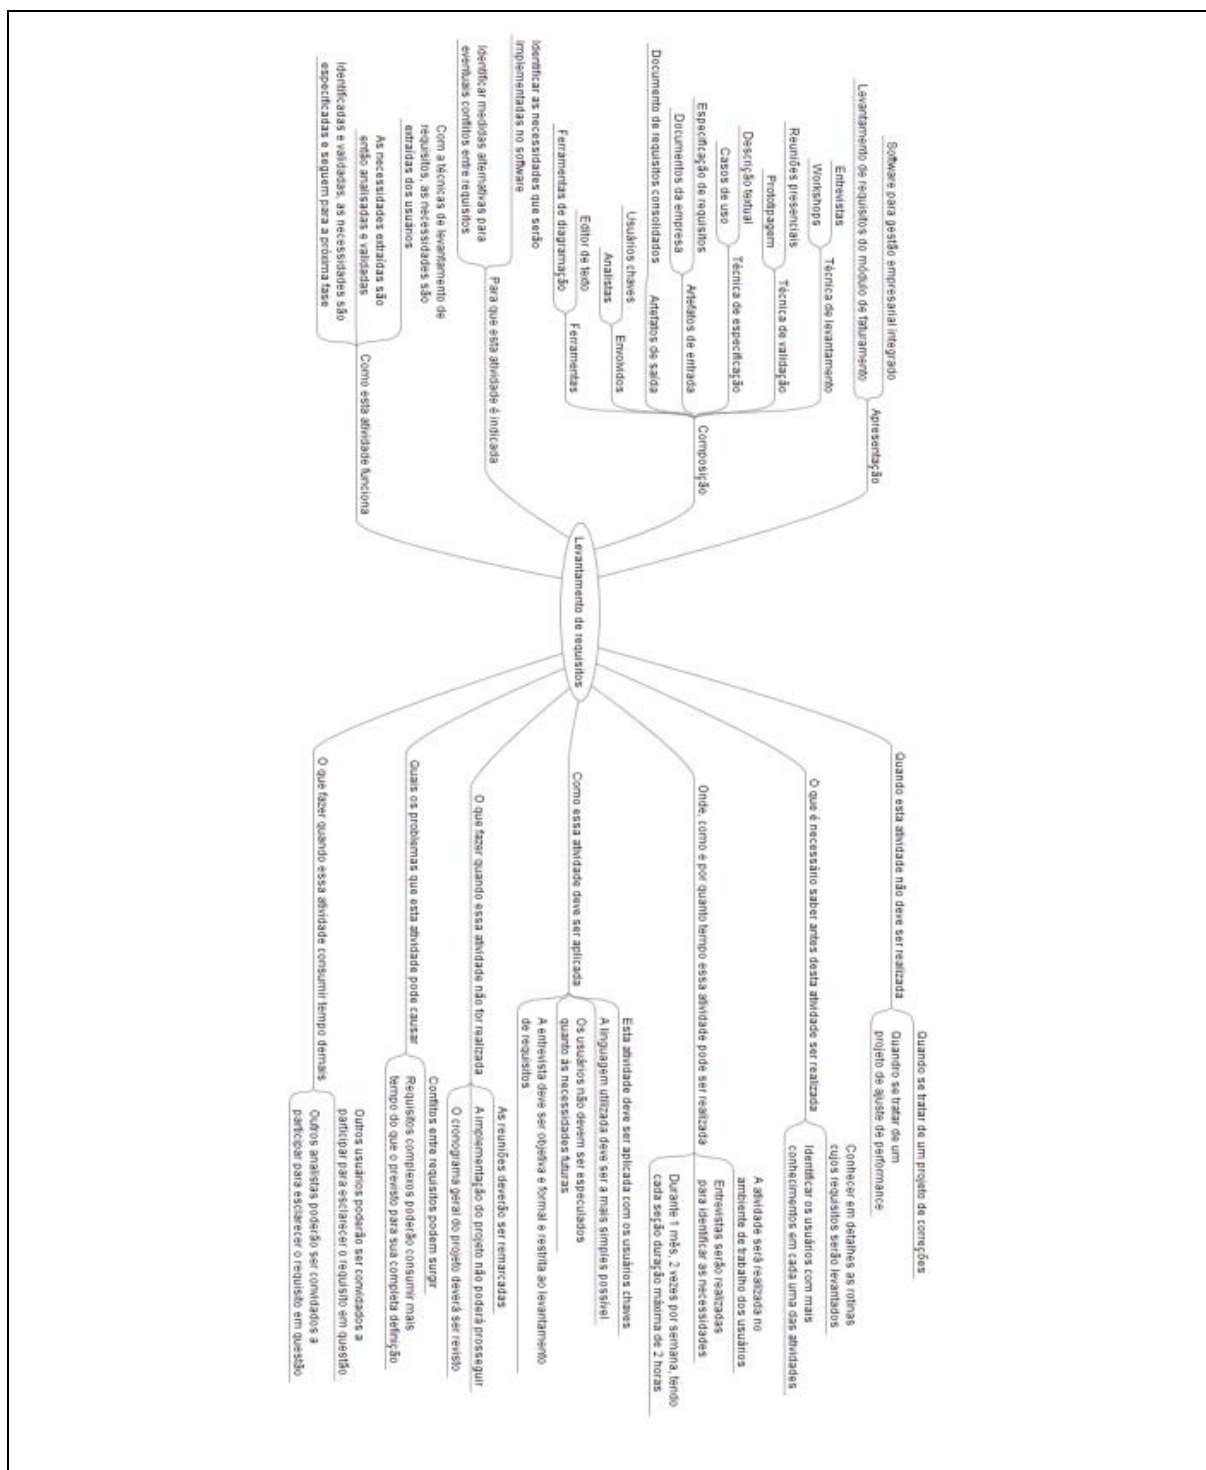 Software para gestão empresarial integrado
Levantamento de requisitos do módulo de faturamento
Apresentação
Entrevistas
Workshops
Técnica de levantamento
Reuniões presenciais
Prototipagem
Técnica de validação
Descrição textual
Casos de uso
Técnica de especificação
Especificação de requisitos
Documentos da empresa
Artefatos de entrada
Documento de requisitos consolidados
Artefatos de saída
Usuários chaves
Analistas
Envolvidos
Editor de texto
Ferramentas de diagramação
Ferramentas
Composição
Identificar as necessidades que serão
implementadas no software
Identificar medidas alternativas para
eventuais conflitos entre requisitos
Para que esta atividade é indicada
Com a técnicas de levantamento de
requisitos, as necessidades são
extraídas dos usuários
As necessidades extraídas são
então analisadas e validadas
Identificadas e validadas, as necessidades são
especificadas e seguem para a próxima fase
Como esta atividade funciona
Levantamento de requisitos
Quando esta atividade não deve ser realizada
Quando se tratar de um projeto de correções
Quandro se tratar de um
projeto de ajuste de performance
O que é necessário saber antes desta atividade ser realizada
Conhecer em detalhes as rotinas
cujos requisitos serão levantados
Identificar os usuários com mais
conhecimentos em cada uma das atividades
Onde, como e por quanto tempo essa atividade pode ser realizada
A atividade será realizada no
ambiente de trabalho dos usuários
Entrevistas serão realizadas
para identificar as necessidades
Durante 1 mês, 2 vezes por semana, tendo
cada seção duração máxima de 2 horas
Como essa atividade deve ser aplicada
Esta atividade deve ser aplicada com os usuários chaves
A linguagem utilizada deve ser a mais simples possível
Os usuários não devem ser especulados
quanto às necessidades futuras
A entrevista deve ser objetiva e formal e restrita ao levantamento
de requisitos
O que fazer quando essa atividade não for realizada
As reuniões deverão ser remarcadas
A implementação do projeto não poderá prosseguir
O cronograma geral do projeto deverá ser revisto
Quais os problemas que esta atividade pode causar
Conflitos entre requisitos podem surgir
Requisitos complexos poderão consumir mais
tempo do que o previsto para sua completa definição
O que fazer quando essa atividade consumir tempo demais
Outros usuários poderão ser convidados a
participar para esclarecer o requisito em questão
Outros analistas poderão ser convidados a
participar para esclarecer o requisito em questão